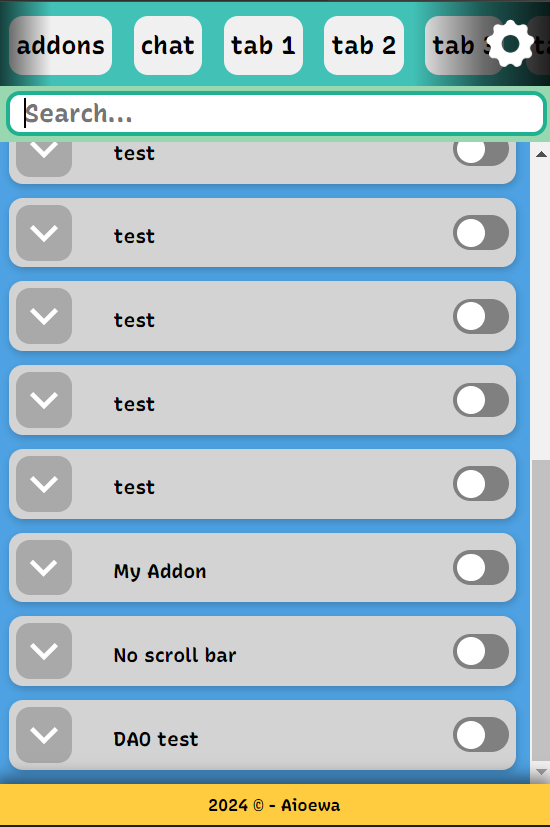 addons chat tab 1 tab 2 tab
Search...
test
test
test
test
test
My Addon
No scroll bar
DAO test
2024 © - Aioewa